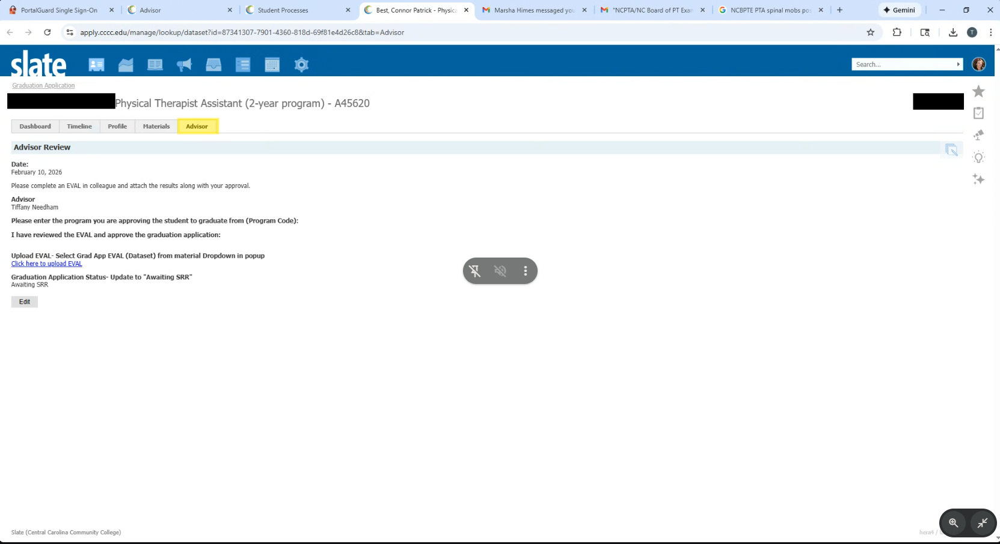 PortalGuard Single Sign-On
Advisor
Student Processes
Best, Connor Patrick - Physica
Marsha Himes messaged you
"NCPTA/NC Board of PT Exam
NCBPTE PTA spinal mobs pos
Gemini
apply.cccc.edu/manage/lookup/dataset?id=87341307-7901-4360-818d-69f81e4d26c8&tab=Advisor
T
slate
Search...
Graduation Application
Physical Therapist Assistant (2-year program) - A45620
Dashboard
Timeline
Profile
Materials
Advisor
Advisor Review
Date:
February 10, 2026
Please complete an EVAL in colleague and attach the results along with your approval.
Advisor
Tiffany Needham
Please enter the program you are approving the student to graduate from (Program Code):
I have reviewed the EVAL and approve the graduation application:
Upload EVAL- Select Grad App EVAL (Dataset) from material Dropdown in popup
Click here to upload EVAL
Graduation Application Status- Update to "Awaiting SRR"
Awaiting SRR
Edit
Slate (Central Carolina Community College)
hera4 /